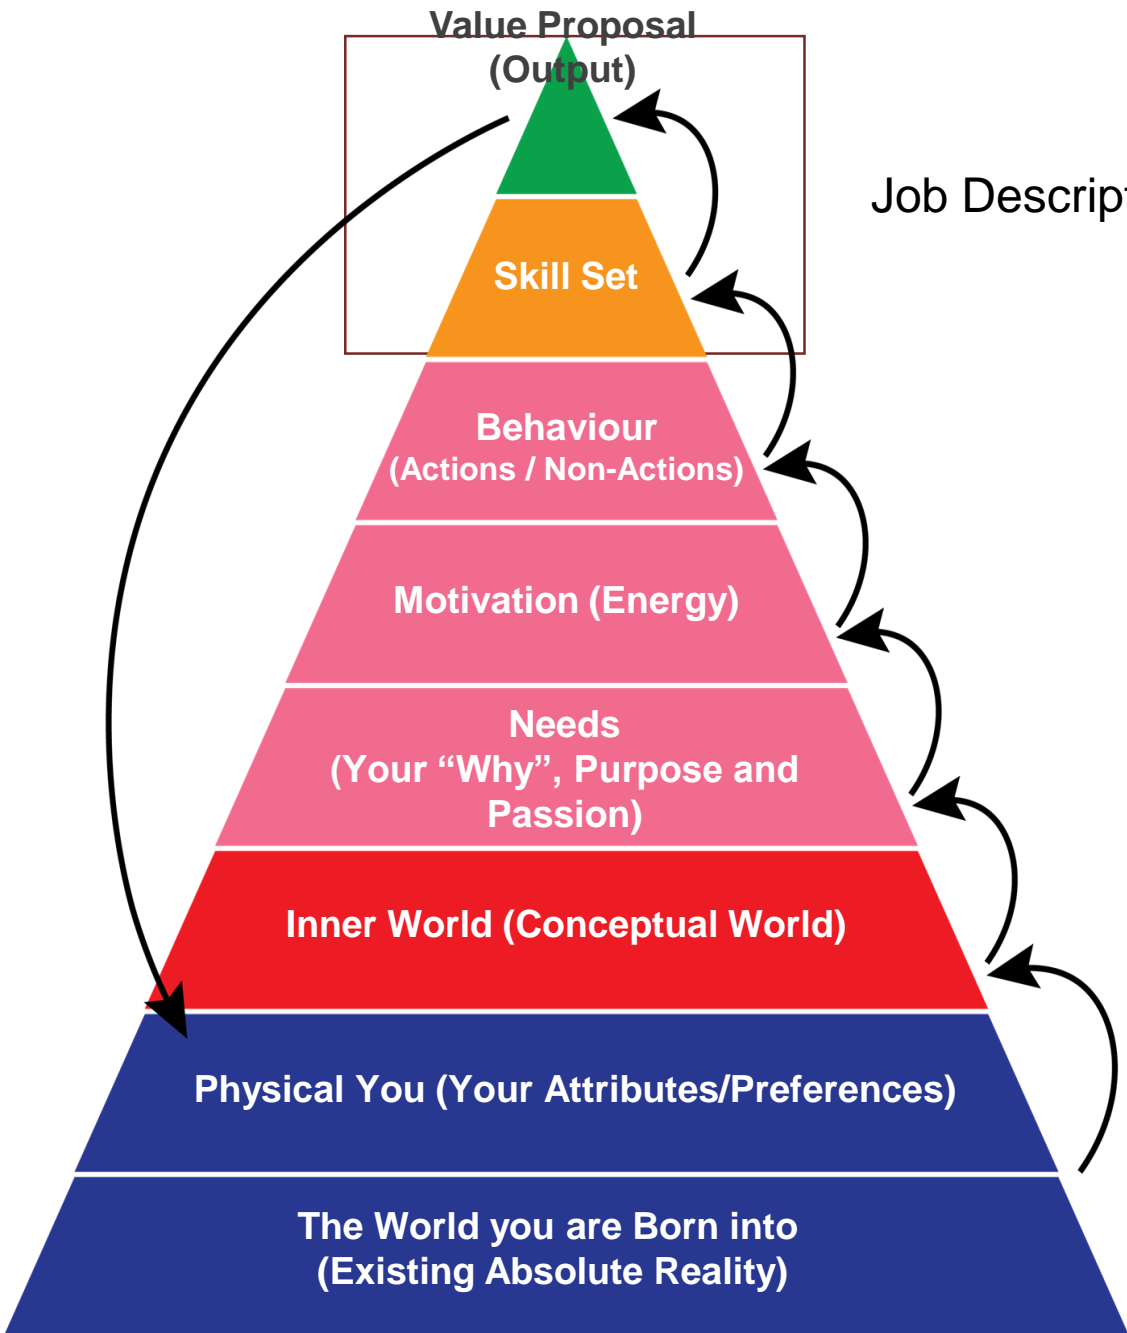 Value Proposal
(Output)
Job Descript
Skill Set
Behaviour
(Actions / Non-Actions)
Motivation (Energy)
Needs
(Your “Why”, Purpose and
Passion)
Inner World (Conceptual World)
Physical You (Your Attributes/Preferences)
The World you are Born into
(Existing Absolute Reality)